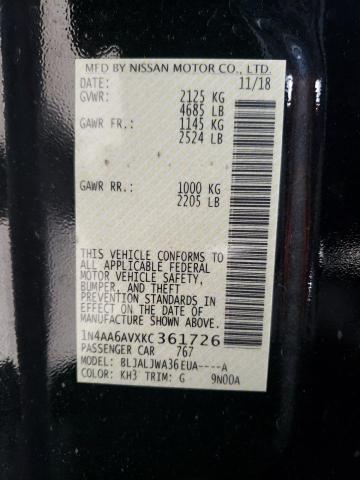 MFD BY NISSAN MOTOR CO., LTD.
DATE: 11/18
GVWR: 2125 KG
4685 LB
GAWR FR.: 1145 KG
2524 LB
GAWR RR.: 1000 KG
2205 LB
THIS VEHICLE CONFORMS TO
ALL APPLICABLE FEDERAL
MOTOR VEHICLE SAFETY,
BUMPER, AND THEFT
PREVENTION STANDARDS IN
EFFECT ON THE DATE OF
MANUFACTURE SHOWN ABOVE.
1N4AA6AVXKC361726
PASSENGER CAR 767
MODEL: BLJALJWA36EUA----A
COLOR: KH3 TRIM: G 9N00A